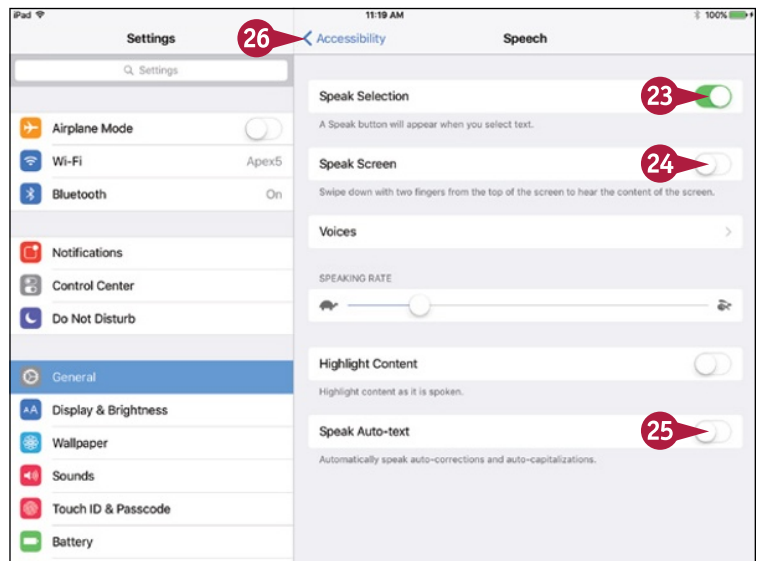 iPad
11:19 AM
100%
Settings
26
Accessibility
Speech
Settings
Airplane Mode
Wi-Fi
Apex5
Bluetooth
On
Notifications
Control Center
Do Not Disturb
General
AA
Display & Brightness
Wallpaper
Sounds
Touch ID & Passcode
Battery
Speak Selection
23
A Speak button will appear when you select text.
Speak Screen
24
Swipe down with two fingers from the top of the screen to hear the content of the screen.
Voices
SPEAKING RATE
Highlight Content
Highlight content as it is spoken.
Speak Auto-text
25
Automatically speak auto-corrections and auto-capitalizations.